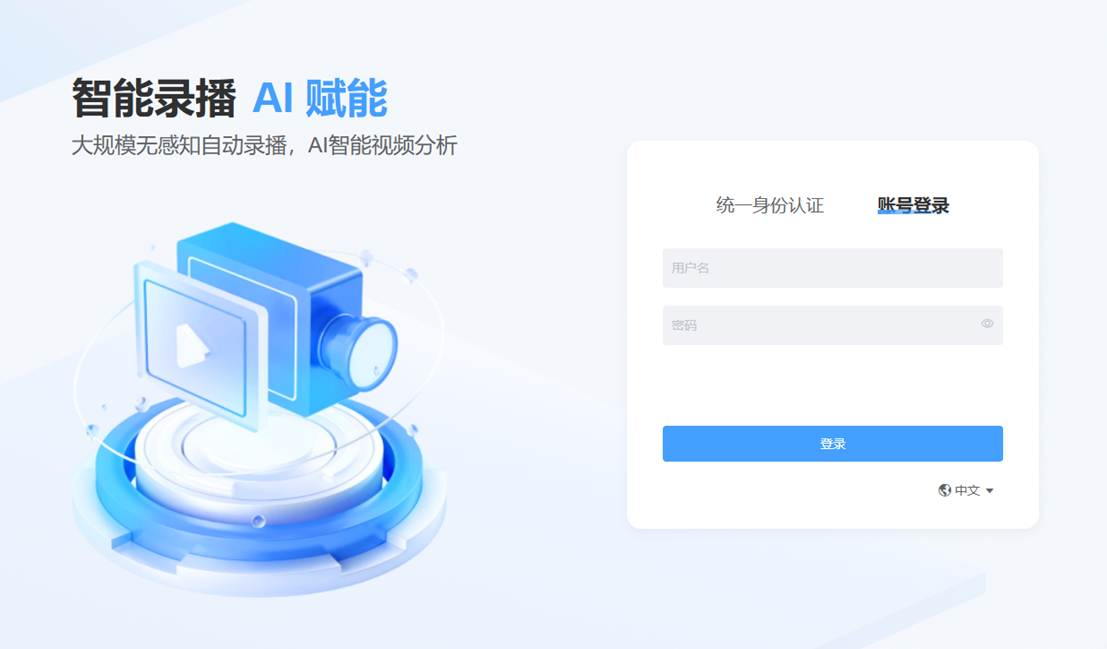 智能录播 AI 赋能
大规模无感知自动录播，AI智能视频分析
统一身份认证 账号登录
用户名
密码
登录
中文